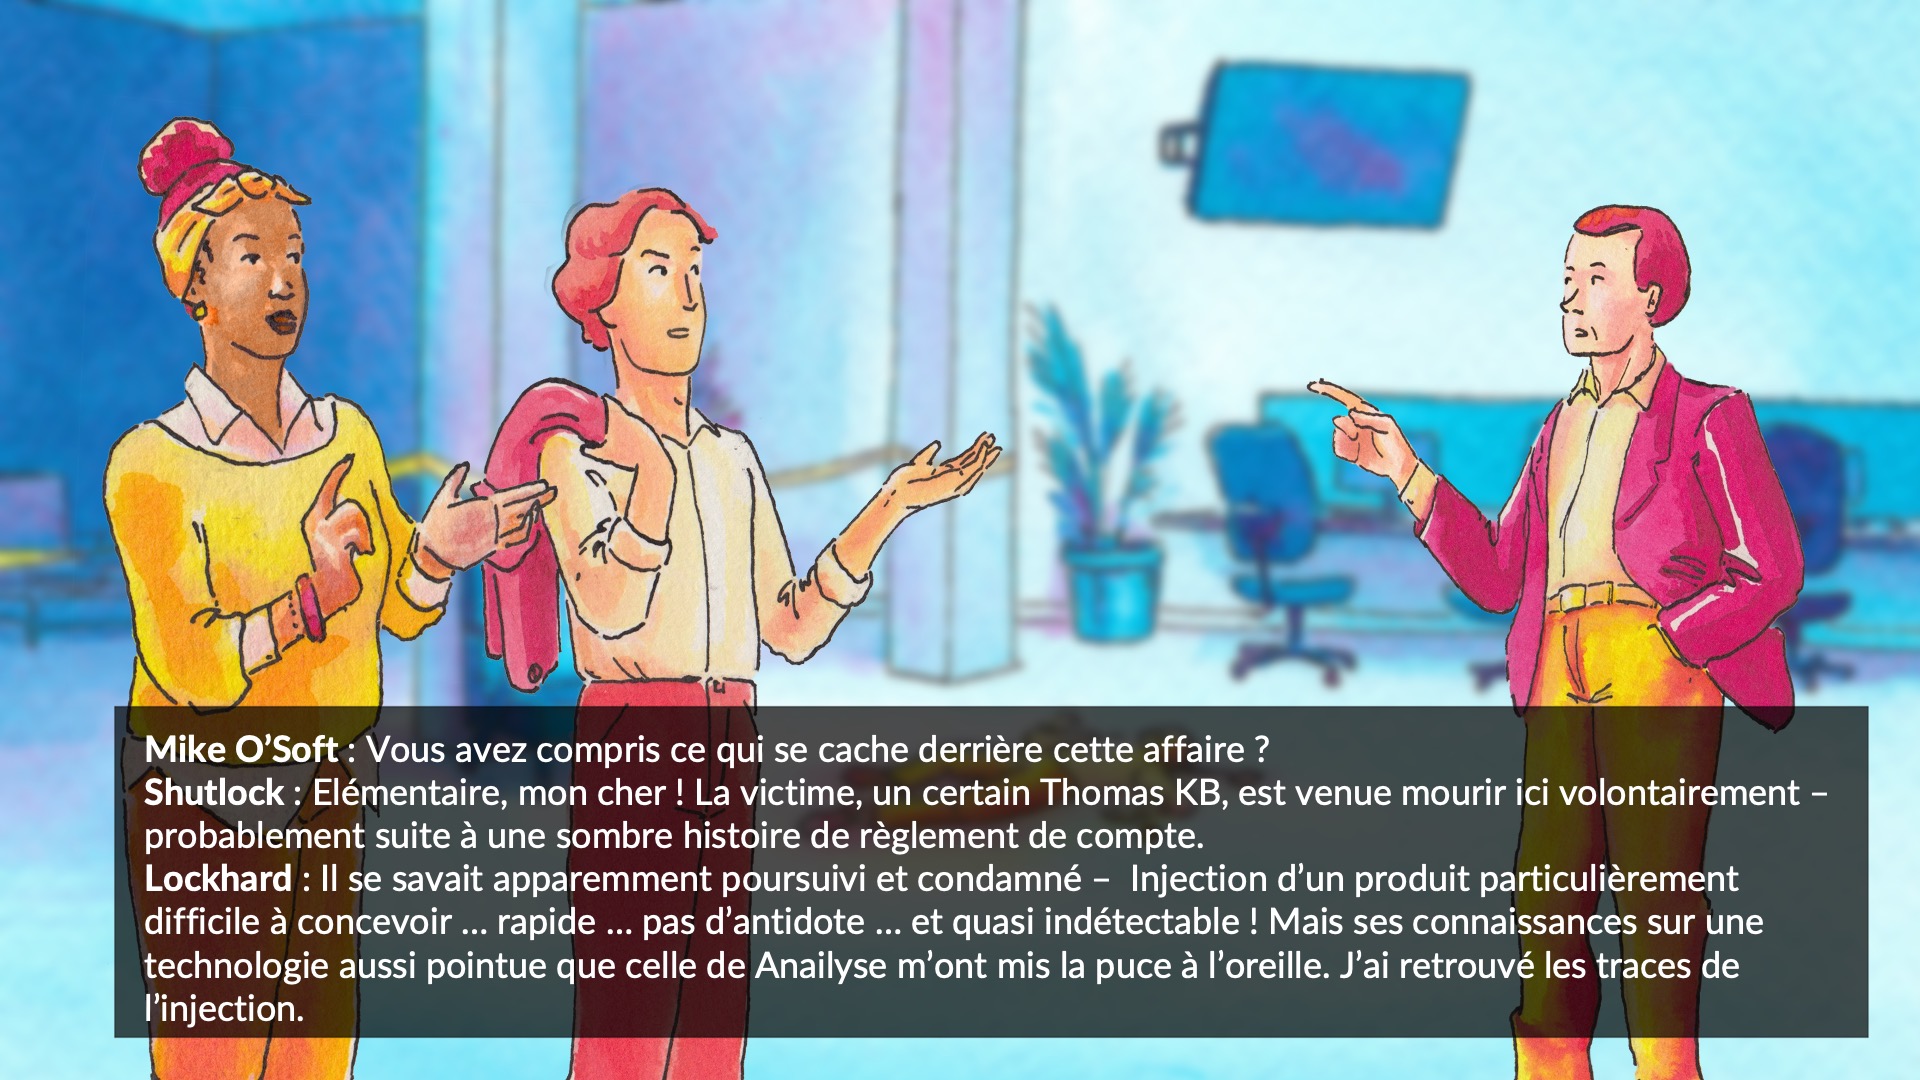 Mike O’Soft : Vous avez compris ce qui se cache derrière cette affaire ?
Shutlock : Elémentaire, mon cher ! La victime, un certain Thomas KB, est venue mourir ici volontairement –
probablement suite à une sombre histoire de règlement de compte.
Lockhard : Il se savait apparemment poursuivi et condamné –  Injection d’un produit particulièrement
difficile à concevoir ... rapide ... pas d’antidote ... et quasi indétectable ! Mais ses connaissances sur une
technologie aussi pointue que celle de Anailyse m’ont mis la puce à l’oreille. J’ai retrouvé les traces de
l’injection.